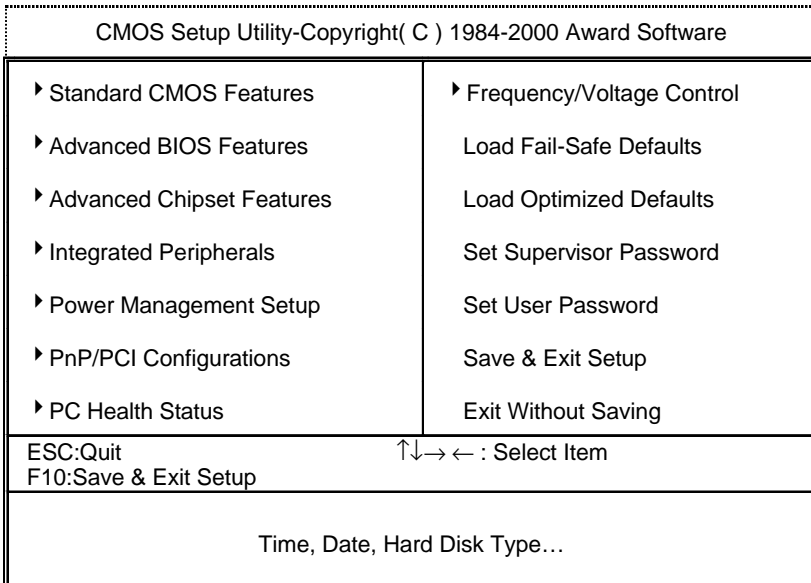 CMOS Setup Utility-Copyright( C ) 1984-2000 Award Software
Standard CMOS Features
Advanced BIOS Features
Advanced Chipset Features
Integrated Peripherals
Power Management Setup
PnP/PCI Configurations
PC Health Status
Frequency/Voltage Control
Load Fail-Safe Defaults
Load Optimized Defaults
Set Supervisor Password
Set User Password
Save & Exit Setup
Exit Without Saving
ESC:Quit ↑↓→ ← : Select Item
F10:Save & Exit Setup
Time, Date, Hard Disk Type…